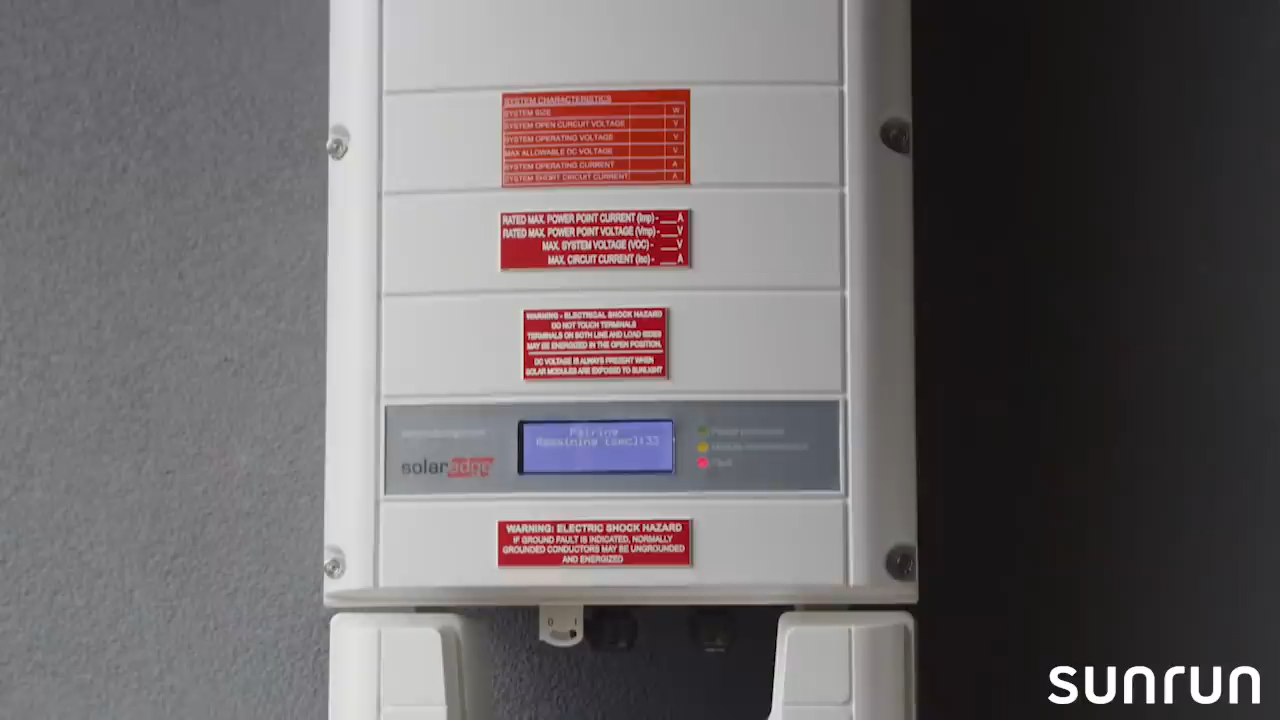 SYSTEM CHARACTERISTICS
SYSTEM SIZE W
SYSTEM OPEN CURCUIT VOLTAGE V
SYSTEM OPERATING VOLTAGE V
MAX ALLOWABLE DC VOLTAGE V
SYSTEM OPERATING CURRENT A
SYSTEM SHORT CIRCUIT CURRENT A
RATED MAX. POWER POINT CURRENT (Imp) - ___A
RATED MAX. POWER POINT VOLTAGE (Vmp) - ___V
MAX. SYSTEM VOLTAGE (VOC) - ___V
MAX. CIRCUIT CURRENT (Isc) - ___A
WARNING - ELECTRICAL SHOCK HAZARD
DO NOT TOUCH TERMINALS
TERMINALS ON BOTH LINE AND LOAD SIDES
MAY BE ENERGIZED IN THE OPEN POSITION.
DC VOLTAGE IS ALWAYS PRESENT WHEN
SOLAR MODULES ARE EXPOSED TO SUNLIGHT
Pairing
Remaining [sec]:33
solaredge
Fault
WARNING: ELECTRIC SHOCK HAZARD
IF GROUND FAULT IS INDICATED, NORMALLY
GROUNDED CONDUCTORS MAY BE UNGROUNDED
AND ENERGIZED
0 I
sunrun